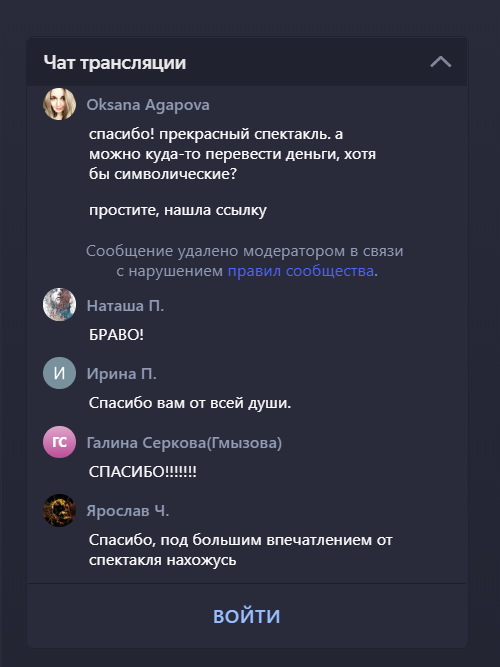 Чат трансляции
Oksana Agapova
спасибо! прекрасный спектакль. а
можно куда-то перевести деньги, хотя
бы символические?
простите, нашла ссылку
Сообщение удалено модератором в связи
с нарушением правил сообщества.
Наташа П.
БРАВО!
И
Ирина П.
Спасибо вам от всей души.
ГС
Галина Серкова(Гмызова)
СПАСИБО!!!!!!!
Ярослав Ч.
Спасибо, под большим впечатлением от
спектакля нахожусь
ВОЙТИ